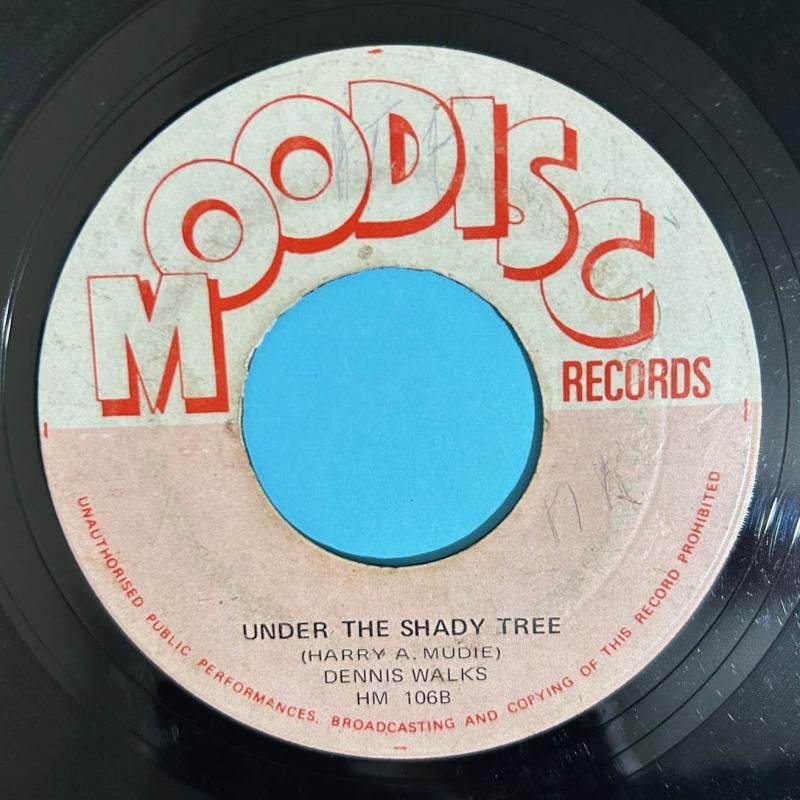 MOODISC
RECORDS
UNDER THE SHADY TREE
(HARRY A. MUDIE)
DENNIS WALKS
HM 106B
UNAUTHORISED PUBLIC PERFORMANCES, BROADCASTING AND COPYING OF THIS RECORD PROHIBITED